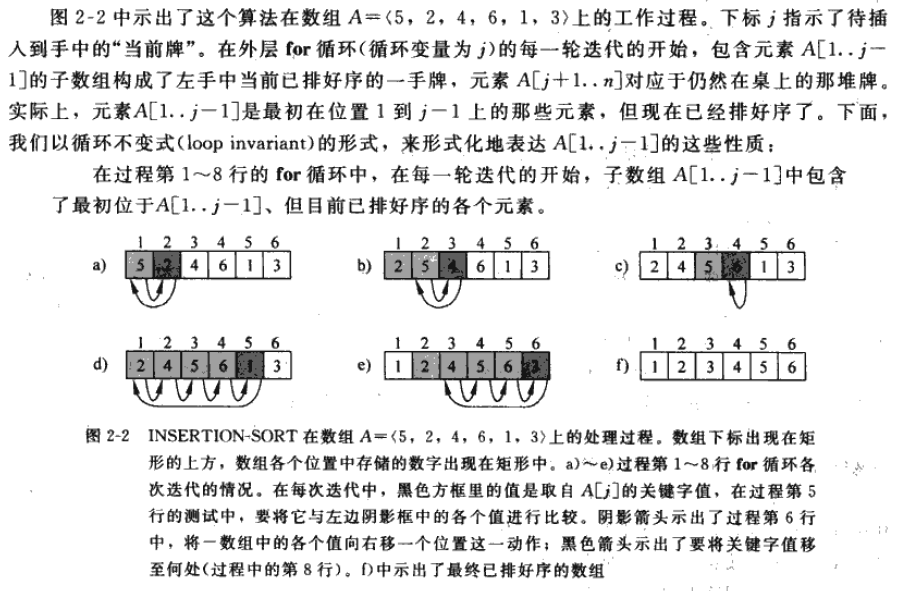 图 2-2 中示出了这个算法在数组 A=〈5，2，4，6，1，3〉上的工作过程。下标 j 指示了待插
入到手中的“当前牌”。在外层 for 循环(循环变量为 j)的每一轮迭代的开始，包含元素 A[1..j-
1]的子数组构成了左手中当前已排好序的一手牌，元素 A[j+1..n]对应于仍然在桌上的那堆牌。
实际上，元素A[1..j-1]是最初在位置 1 到 j-1 上的那些元素，但现在已经排好序了。下面，
我们以循环不变式(loop invariant)的形式，来形式化地表达 A[1..j-1]的这些性质：
在过程第 1～8 行的 for 循环中，在每一轮迭代的开始，子数组 A[1..j-1]中包含
了最初位于A[1..j-1]、但目前已排好序的各个元素。
1 2 3 4 5 6
a) 5 2 4 6 1 3
1 2 3 4 5 6
b) 2 5 4 6 1 3
1 2 3 4 5 6
c) 2 4 5 6 1 3
1 2 3 4 5 6
d) 2 4 5 6 1 3
1 2 3 4 5 6
e) 1 2 4 5 6 3
1 2 3 4 5 6
f) 1 2 3 4 5 6
图 2-2 INSERTION-SORT 在数组 A=〈5，2，4，6，1，3〉上的处理过程。数组下标出现在矩
形的上方，数组各个位置中存储的数字出现在矩形中。a)～e)过程第 1～8 行 for 循环各
次迭代的情况。在每次迭代中，黑色方框里的值是取自 A[j]的关键字值，在过程第 5
行的测试中，要将它与左边阴影框中的各个值进行比较。阴影箭头示出了过程第 6 行
中，将一数组中的各个值向右移一个位置这一动作；黑色箭头示出了要将关键字值移
至何处(过程中的第 8 行)。f)中示出了最终已排好序的数组